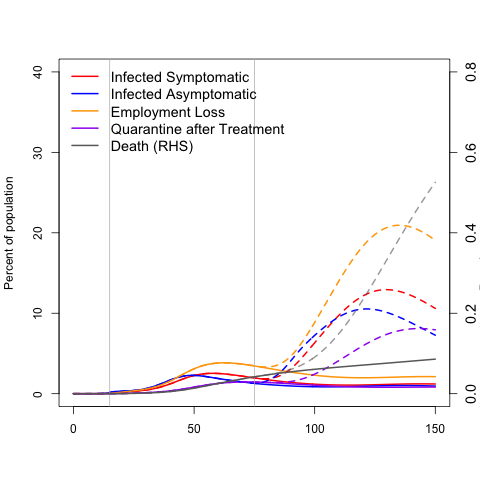 Infected Symptomatic
Infected Asymptomatic
Employment Loss
Quarantine after Treatment
Death (RHS)
Percent of population
40
30
20
10
0
0.8
0.6
0.4
0.2
0.0
0
50
100
150